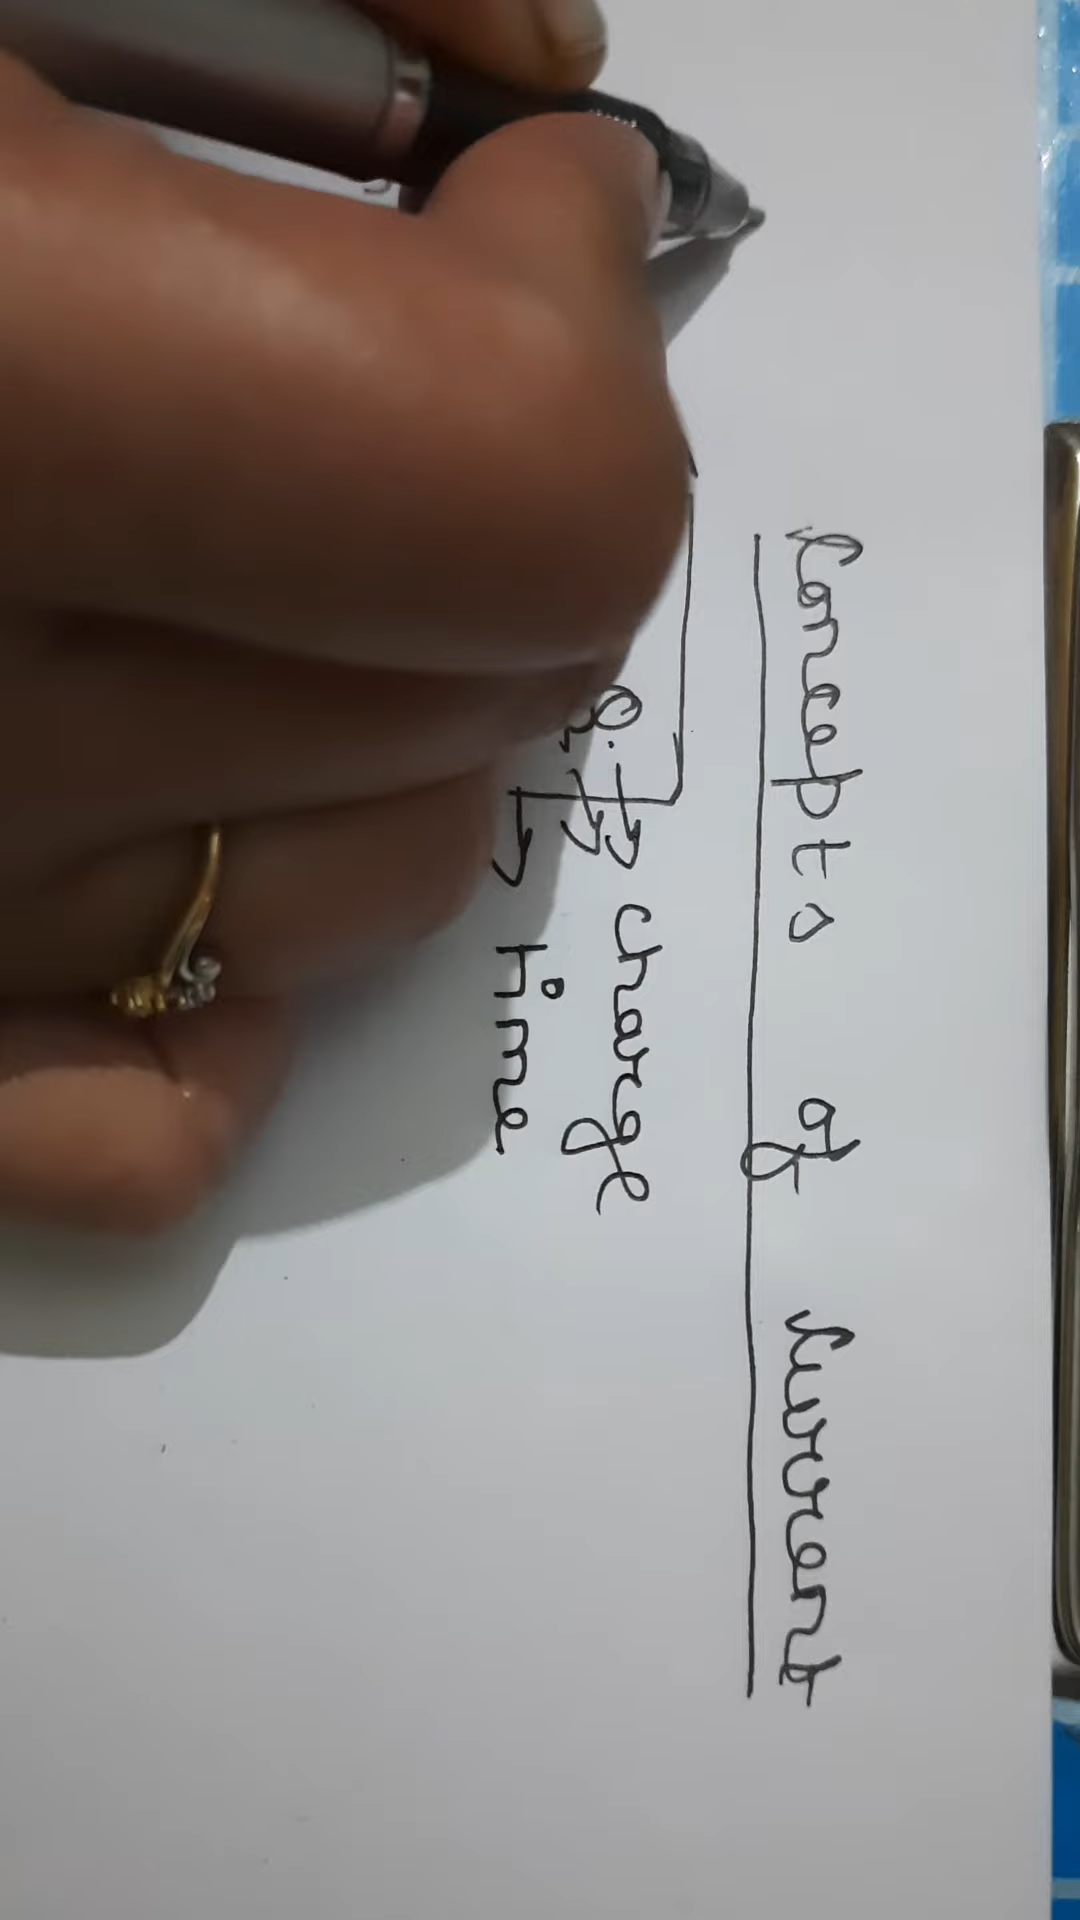 Concepts of Current
Q. → charge
→ time